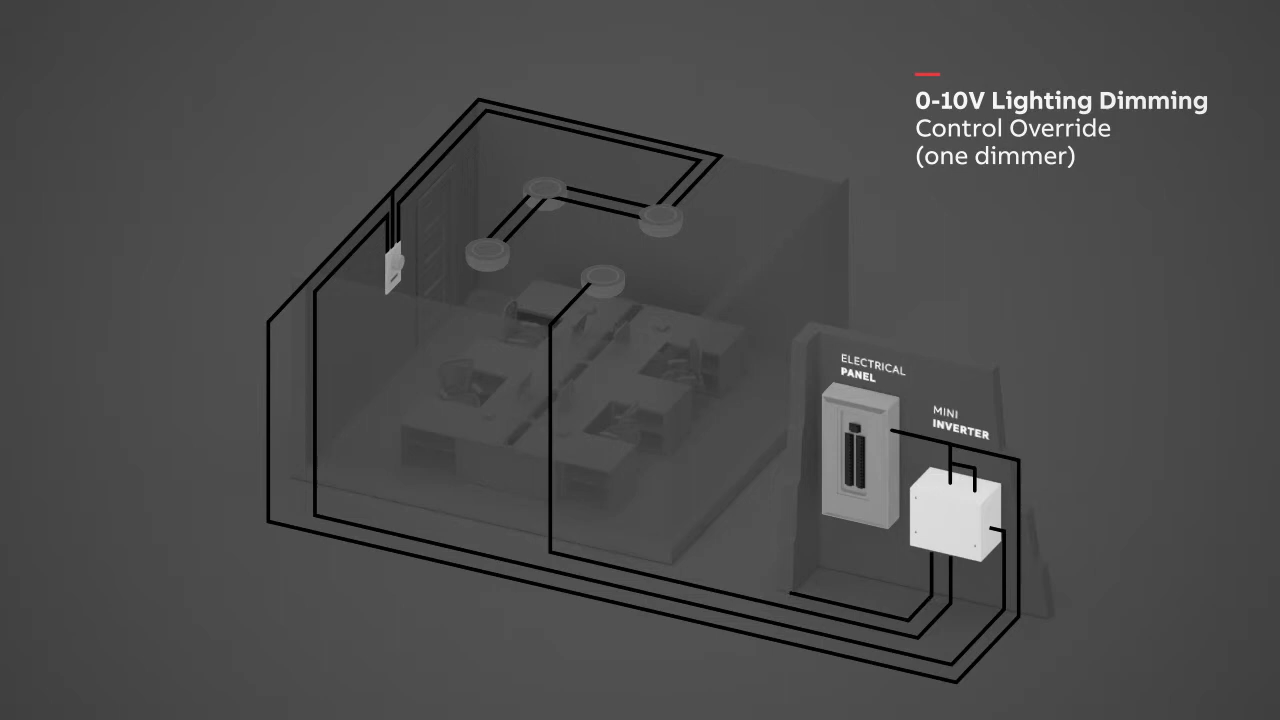 0-10V Lighting Dimming
Control Override
(one dimmer)
ELECTRICAL
PANEL
MINI
INVERTER